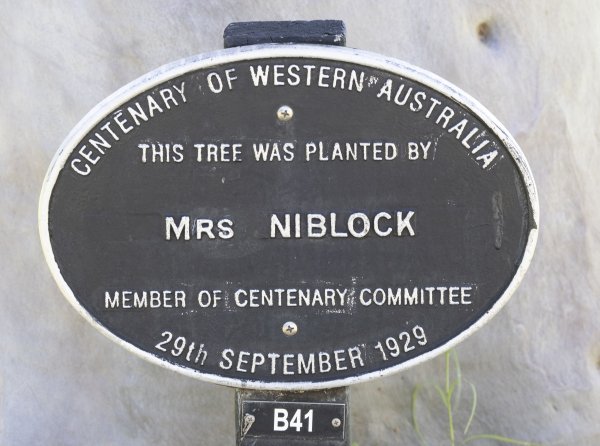 CENTENARY OF WESTERN AUSTRALIA
THIS TREE WAS PLANTED BY
MRS NIBLOCK
MEMBER OF CENTENARY COMMITTEE
29th SEPTEMBER 1929
B41